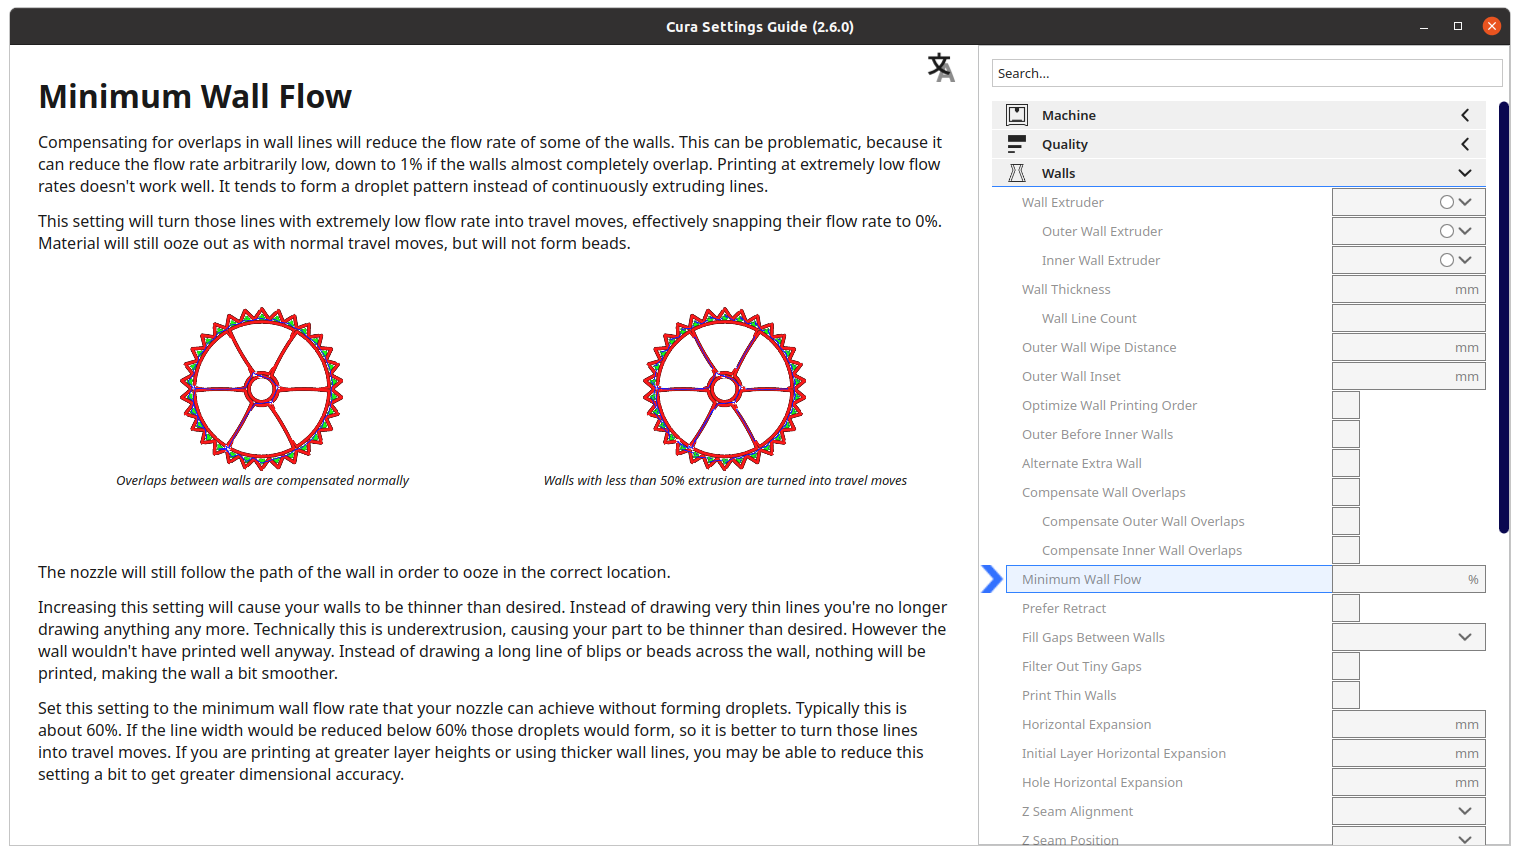 Cura Settings Guide (2.6.0)
Minimum Wall Flow
Compensating for overlaps in wall lines will reduce the flow rate of some of the walls. This can be problematic, because it
can reduce the flow rate arbitrarily low, down to 1% if the walls almost completely overlap. Printing at extremely low flow
rates doesn't work well. It tends to form a droplet pattern instead of continuously extruding lines.
This setting will turn those lines with extremely low flow rate into travel moves, effectively snapping their flow rate to 0%.
Material will still ooze out as with normal travel moves, but will not form beads.
Overlaps between walls are compensated normally
Walls with less than 50% extrusion are turned into travel moves
The nozzle will still follow the path of the wall in order to ooze in the correct location.
Increasing this setting will cause your walls to be thinner than desired. Instead of drawing very thin lines you're no longer
drawing anything any more. Technically this is underextrusion, causing your part to be thinner than desired. However the
wall wouldn't have printed well anyway. Instead of drawing a long line of blips or beads across the wall, nothing will be
printed, making the wall a bit smoother.
Set this setting to the minimum wall flow rate that your nozzle can achieve without forming droplets. Typically this is
about 60%. If the line width would be reduced below 60% those droplets would form, so it is better to turn those lines
into travel moves. If you are printing at greater layer heights or using thicker wall lines, you may be able to reduce this
setting a bit to get greater dimensional accuracy.
文A
Search...
Machine
Quality
Walls
Wall Extruder
Outer Wall Extruder
Inner Wall Extruder
Wall Thickness mm
Wall Line Count
Outer Wall Wipe Distance mm
Outer Wall Inset mm
Optimize Wall Printing Order
Outer Before Inner Walls
Alternate Extra Wall
Compensate Wall Overlaps
Compensate Outer Wall Overlaps
Compensate Inner Wall Overlaps
Minimum Wall Flow %
Prefer Retract
Fill Gaps Between Walls
Filter Out Tiny Gaps
Print Thin Walls
Horizontal Expansion mm
Initial Layer Horizontal Expansion mm
Hole Horizontal Expansion mm
Z Seam Alignment
Z Seam Position